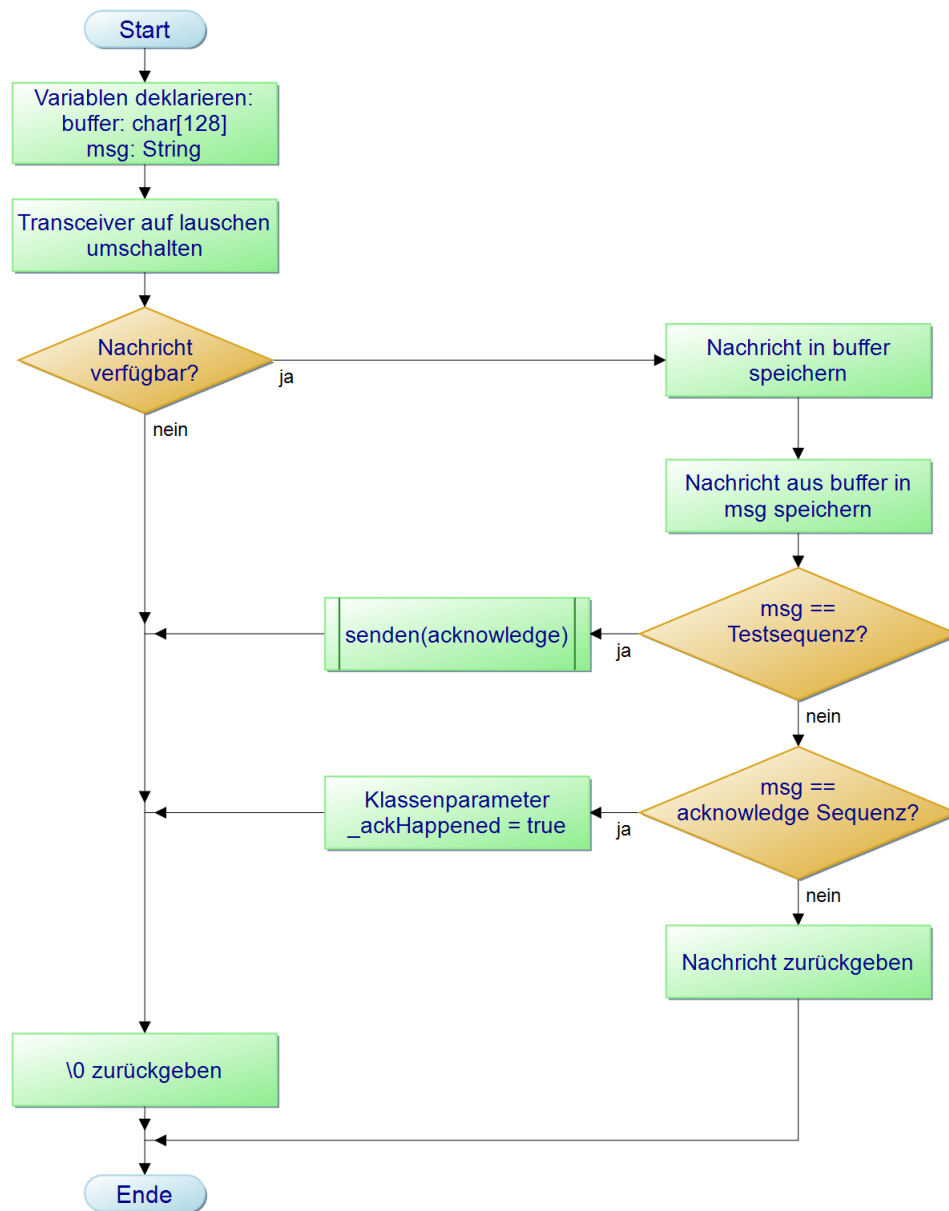 Start
Variablen deklarieren:
buffer: char[128]
msg: String
Transceiver auf lauschen
umschalten
Nachricht
verfügbar?
ja
nein
Nachricht in buffer
speichern
Nachricht aus buffer in
msg speichern
msg ==
Testsequenz?
ja
nein
senden(acknowledge)
msg ==
acknowledge Sequenz?
ja
nein
Klassenparameter
_ackHappened = true
Nachricht zurückgeben
\0 zurückgeben
Ende